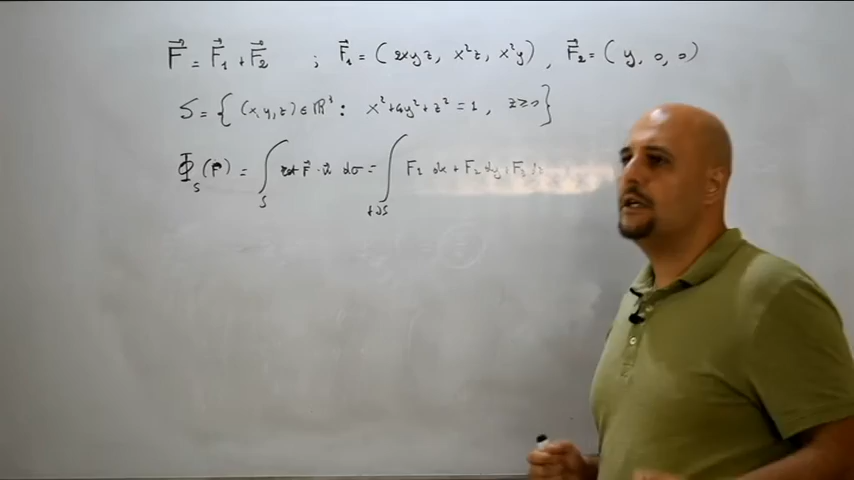 F⃗ = F⃗₁ + F⃗₂ ; F⃗₁ = (2xyz, x²z, x²y), F⃗₂ = (y, 0, 0)
S = { (x,y,z) ∈ ℝ³ : x² + 4y² + z² = 1, z ≥ 0 }
Φ_S (F) = ∫_S rot F⃗ · n⃗ dσ = ∫_{+∂S} F₁ dx + F₂ dy + F₃ dz